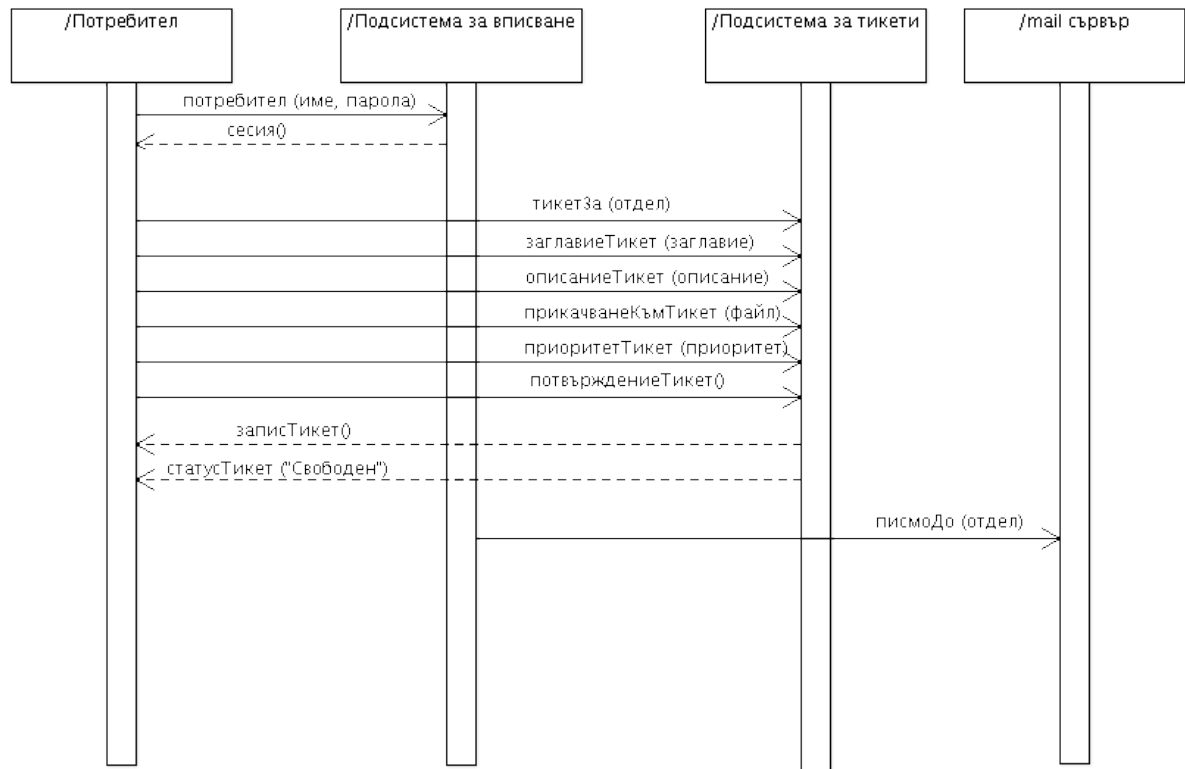 /Потребител
/Подсистема за вписване
/Подсистема за тикети
/mail сървър
потребител (име, парола)
сесия()
тикетЗа (отдел)
заглавиеТикет (заглавие)
описаниеТикет (описание)
прикачванеКъмТикет (файл)
приоритетТикет (приоритет)
потвърждениеТикет()
записТикет()
статусТикет ("Свободен")
писмоДо (отдел)